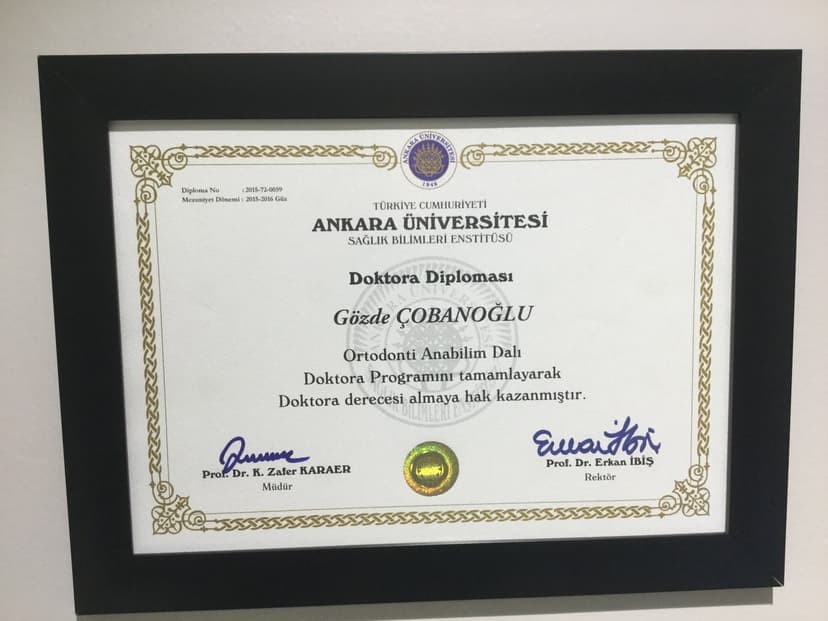 ANKARA ÜNİVERSİTESİ
1946
Diploma No : 2015-72-0039
Mezuniyet Dönemi : 2015-2016 Güz
TÜRKİYE CUMHURİYETİ
ANKARA ÜNİVERSİTESİ
SAĞLIK BİLİMLERİ ENSTİTÜSÜ
Doktora Diploması
Gözde ÇOBANOĞLU
Ortodonti Anabilim Dalı
Doktora Programını tamamlayarak
Doktora derecesi almaya hak kazanmıştır.
Prof. Dr. K. Zafer KARAER
Müdür
Prof. Dr. Erkan İBİŞ
Rektör